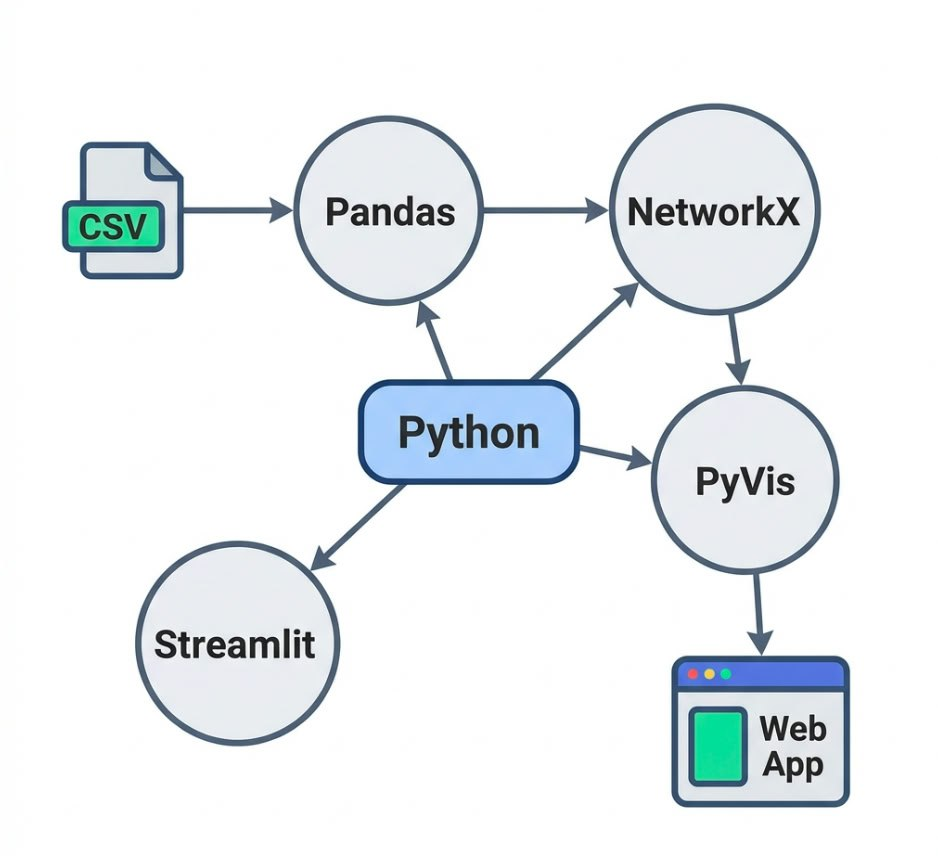 CSV
Pandas
NetworkX
Python
PyVis
Streamlit
Web
App